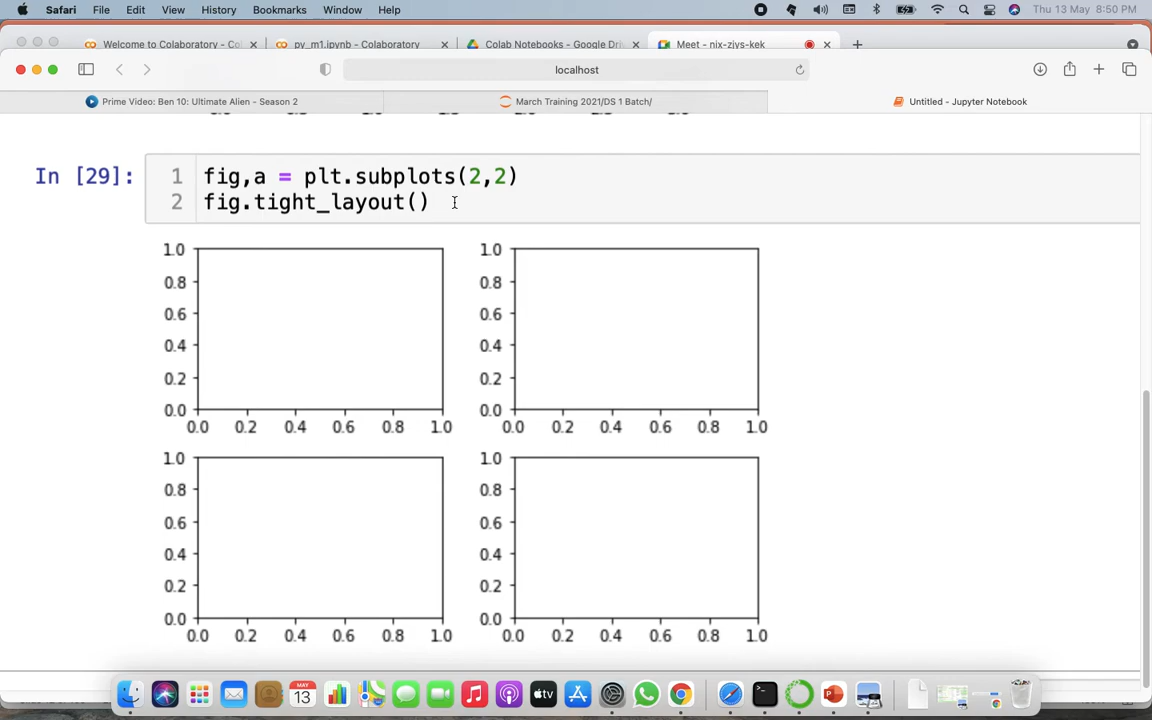 Safari File Edit View History Bookmarks Window Help Thu 13 May 8:50 PM
Welcome to Colaboratory - Co py_m1.ipynb - Colaboratory Colab Notebooks - Google Dri Meet - nix-zjys-kek
localhost
Prime Video: Ben 10: Ultimate Alien - Season 2 March Training 2021/DS 1 Batch/ Untitled - Jupyter Notebook
In [29]: 1 fig,a = plt.subplots(2,2)
2 fig.tight_layout()
1.0 1.0
0.8 0.8
0.6 0.6
0.4 0.4
0.2 0.2
0.0 0.0
0.0 0.2 0.4 0.6 0.8 1.0 0.0 0.2 0.4 0.6 0.8 1.0
1.0 1.0
0.8 0.8
0.6 0.6
0.4 0.4
0.2 0.2
0.0 0.0
0.0 0.2 0.4 0.6 0.8 1.0 0.0 0.2 0.4 0.6 0.8 1.0
MAY
13
tv